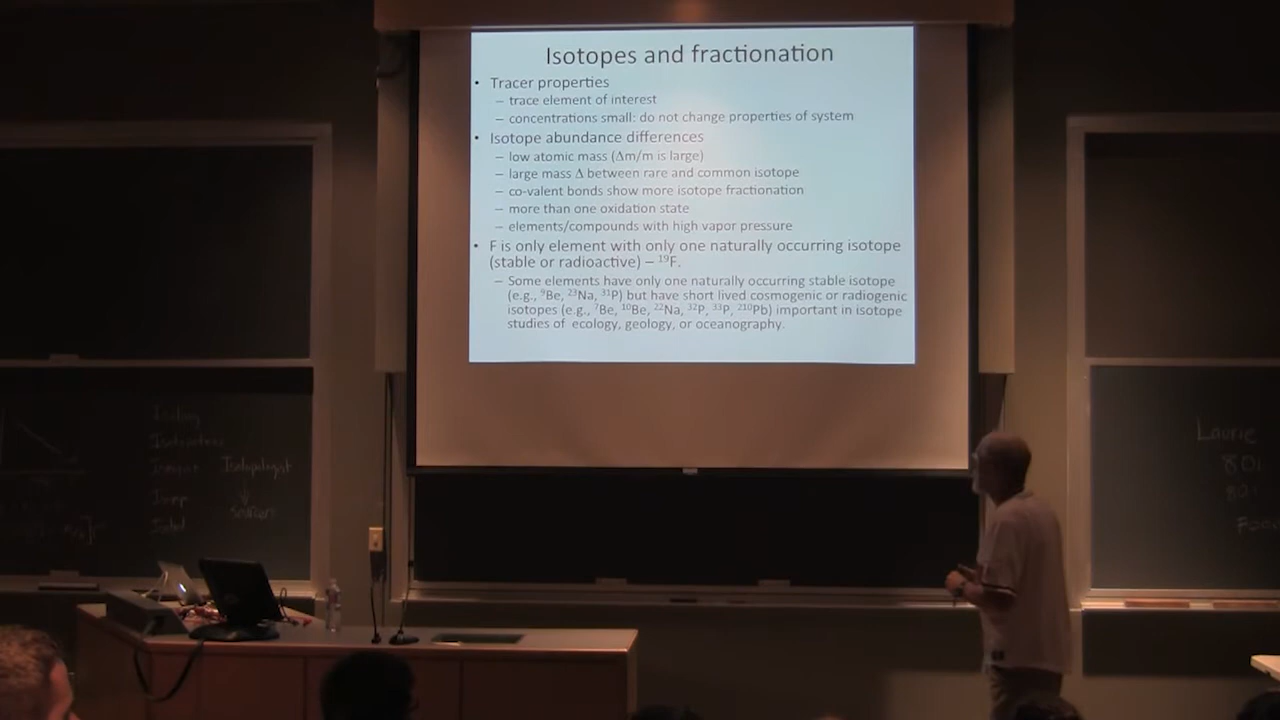 Isotopes and fractionation
• Tracer properties
– trace element of interest
– concentrations small: do not change properties of system
• Isotope abundance differences
– low atomic mass (Δm/m is large)
– large mass Δ between rare and common isotope
– co-valent bonds show more isotope fractionation
– more than one oxidation state
– elements/compounds with high vapor pressure
• F is only element with only one naturally occurring isotope
(stable or radioactive) – ¹⁹F.
– Some elements have only one naturally occurring stable isotope
(e.g., ⁹Be, ²³Na, ³¹P) but have short lived cosmogenic or radiogenic
isotopes (e.g., ⁷Be, ¹⁰Be, ²²Na, ³²P, ³³P, ²¹⁰Pb) important in isotope
studies of ecology, geology, or oceanography.
Laurie
801